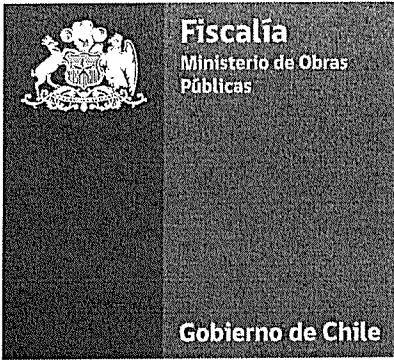 Fiscalía
Ministerio de Obras
Públicas
Gobierno de Chile